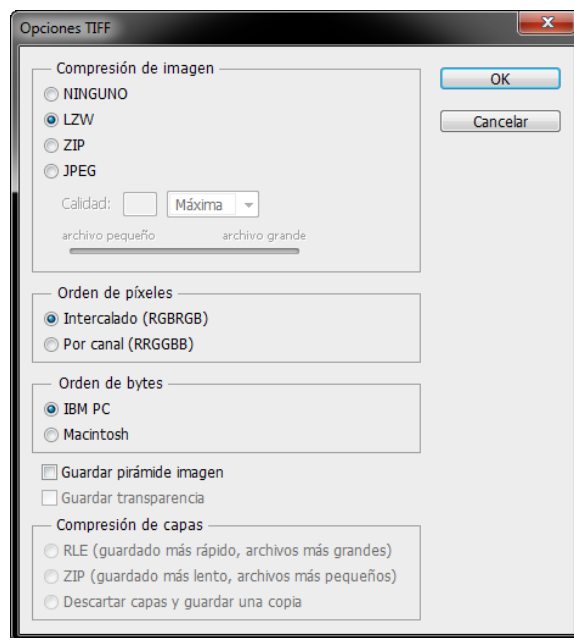 Opciones TIFF
Compresión de imagen
OK
NINGUNO
LZW
Cancelar
ZIP
JPEG
Calidad: Máxima
archivo pequeño archivo grande
Orden de píxeles
Intercalado (RGBRGB)
Por canal (RRGGBB)
Orden de bytes
IBM PC
Macintosh
Guardar pirámide imagen
Guardar transparencia
Compresión de capas
RLE (guardado más rápido, archivos más grandes)
ZIP (guardado más lento, archivos más pequeños)
Descartar capas y guardar una copia